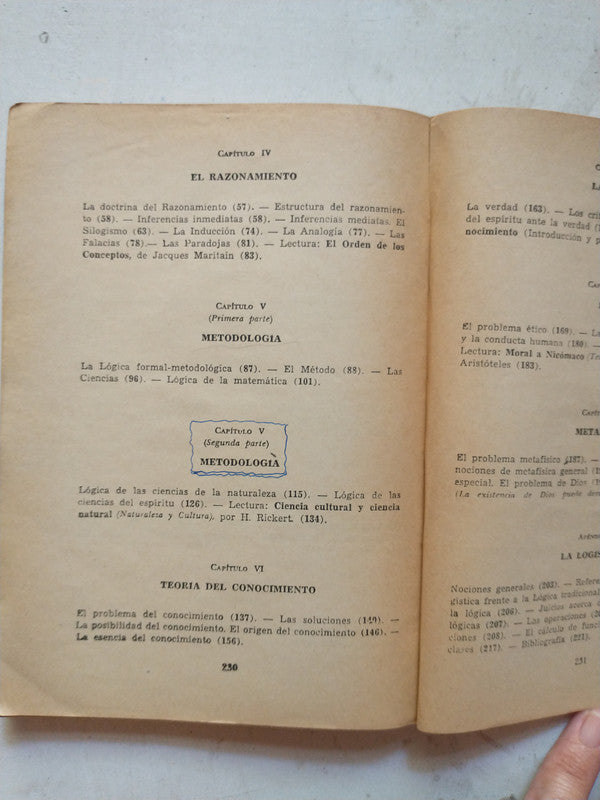 CAPÍTULO IV
EL RAZONAMIENTO
La doctrina del Razonamiento (57). — Estructura del razonamien-
to (58). — Inferencias inmediatas (58). — Inferencias mediatas. El
Silogismo (63). — La Inducción (74). — La Analogía (77). — Las
Falacias (78).— Las Paradojas (81). — Lectura: El Orden de los
Conceptos, de Jacques Maritain (83).
CAPÍTULO V
(Primera parte)
METODOLOGIA
La Lógica formal-metodológica (87). — El Método (88). — Las
Ciencias (96). — Lógica de la matemática (101).
CAPÍTULO V
(Segunda parte)
METODOLOGIÀ
Lógica de las ciencias de la naturaleza (115). — Lógica de las
ciencias del espíritu (126). — Lectura: Ciencia cultural y ciencia
natural (Naturaleza y Cultura), por H. Rickert. (134).
CAPÍTULO VI
TEORIA DEL CONOCIMIENTO
El problema del conocimiento (137). — Las soluciones (140). —
La posibilidad del conocimiento. El origen del conocimiento (146). —
La esencia del conocimiento (156).
230
La verdad (163). — Los
del espíritu ante la verdad
nocimiento (Introducción y
El problema ético (169). —
y la conducta humana (180). —
Lectura: Moral a Nicómaco
Aristóteles (183).
META
El problema metafísico (187). —
nociones de metafísica general
especial. El problema de Dios
(La existencia de Dios puede
LA LOGIS
Nociones generales (203). —
gística frente a la Lógica tradicional
la lógica (206). — Juicios acerca
lógicas (207). — Las operaciones
ciones (208). — El cálculo de
clases (217). — Bibliografía (221).
231